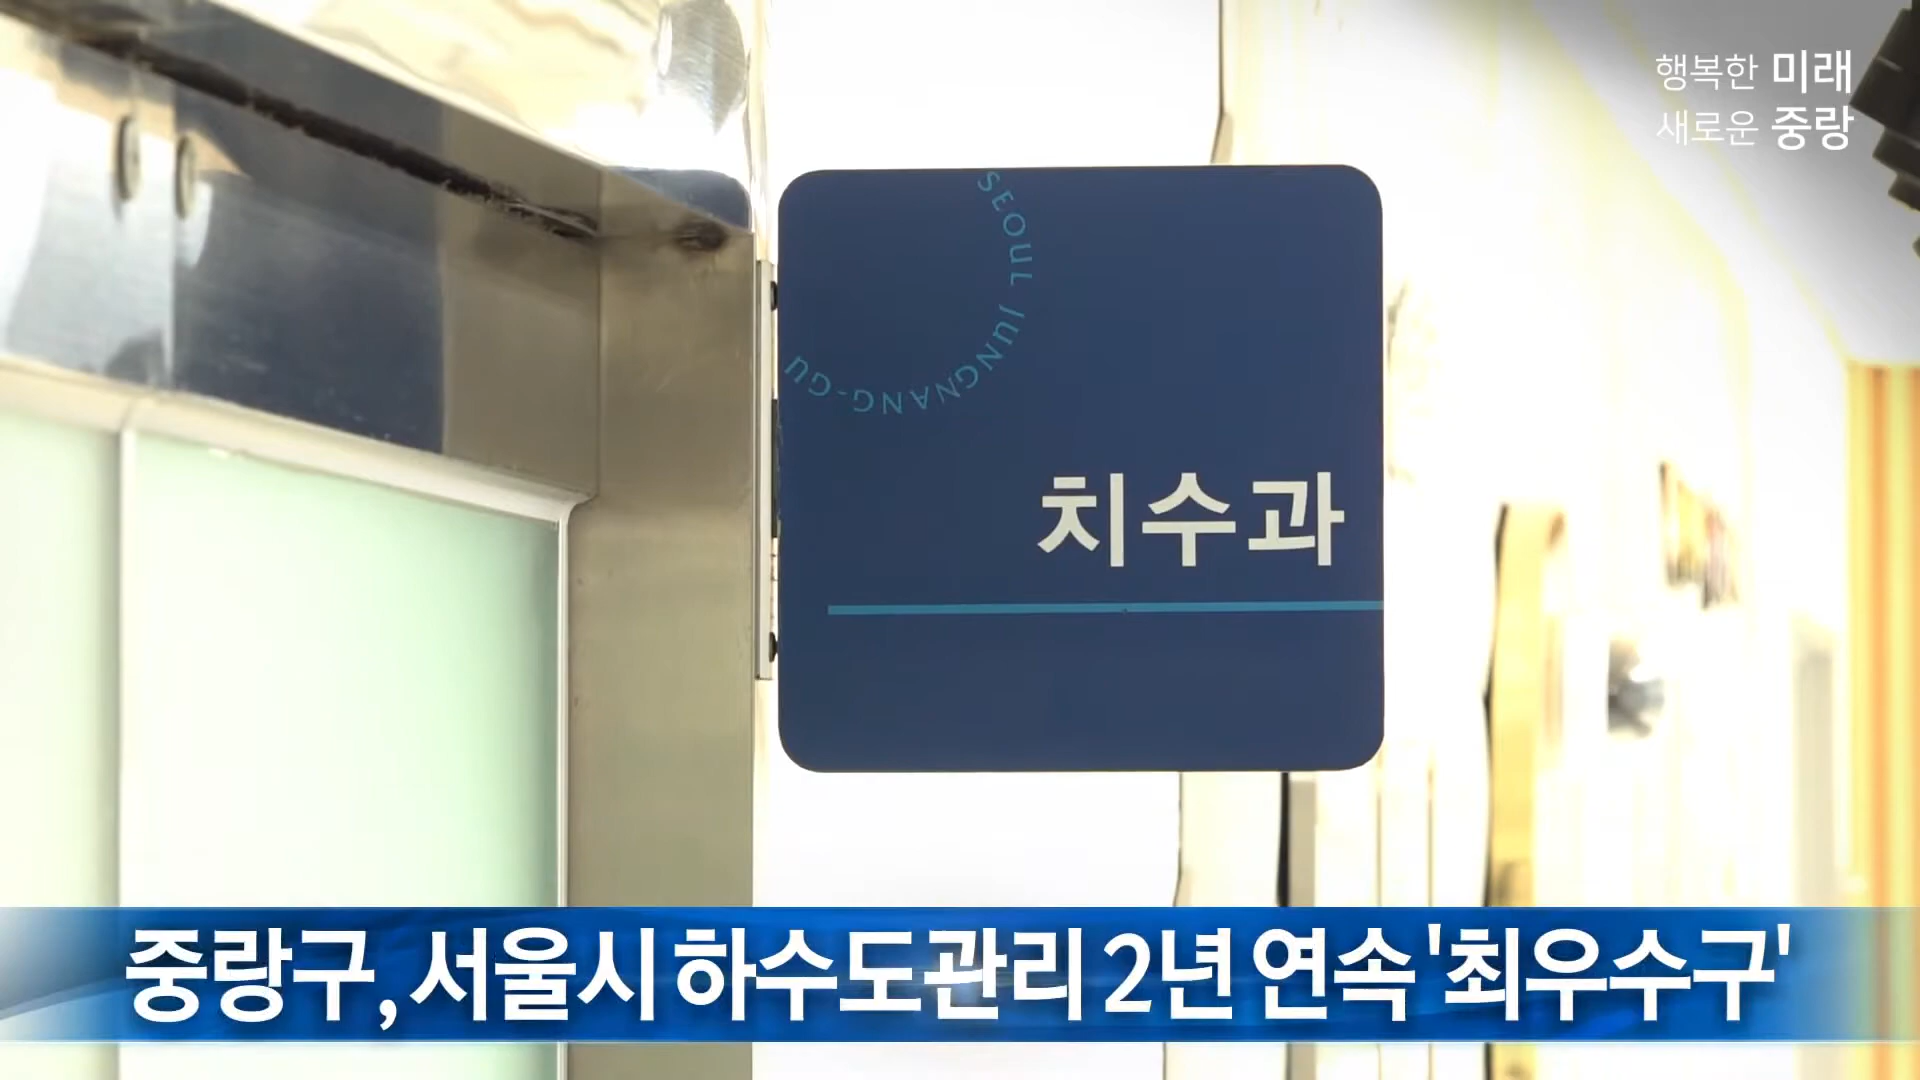 행복한 미래
새로운 중랑
SEOUL JUNGNANG-GU
치수과
중랑구, 서울시 하수도관리 2년 연속 '최우수구'